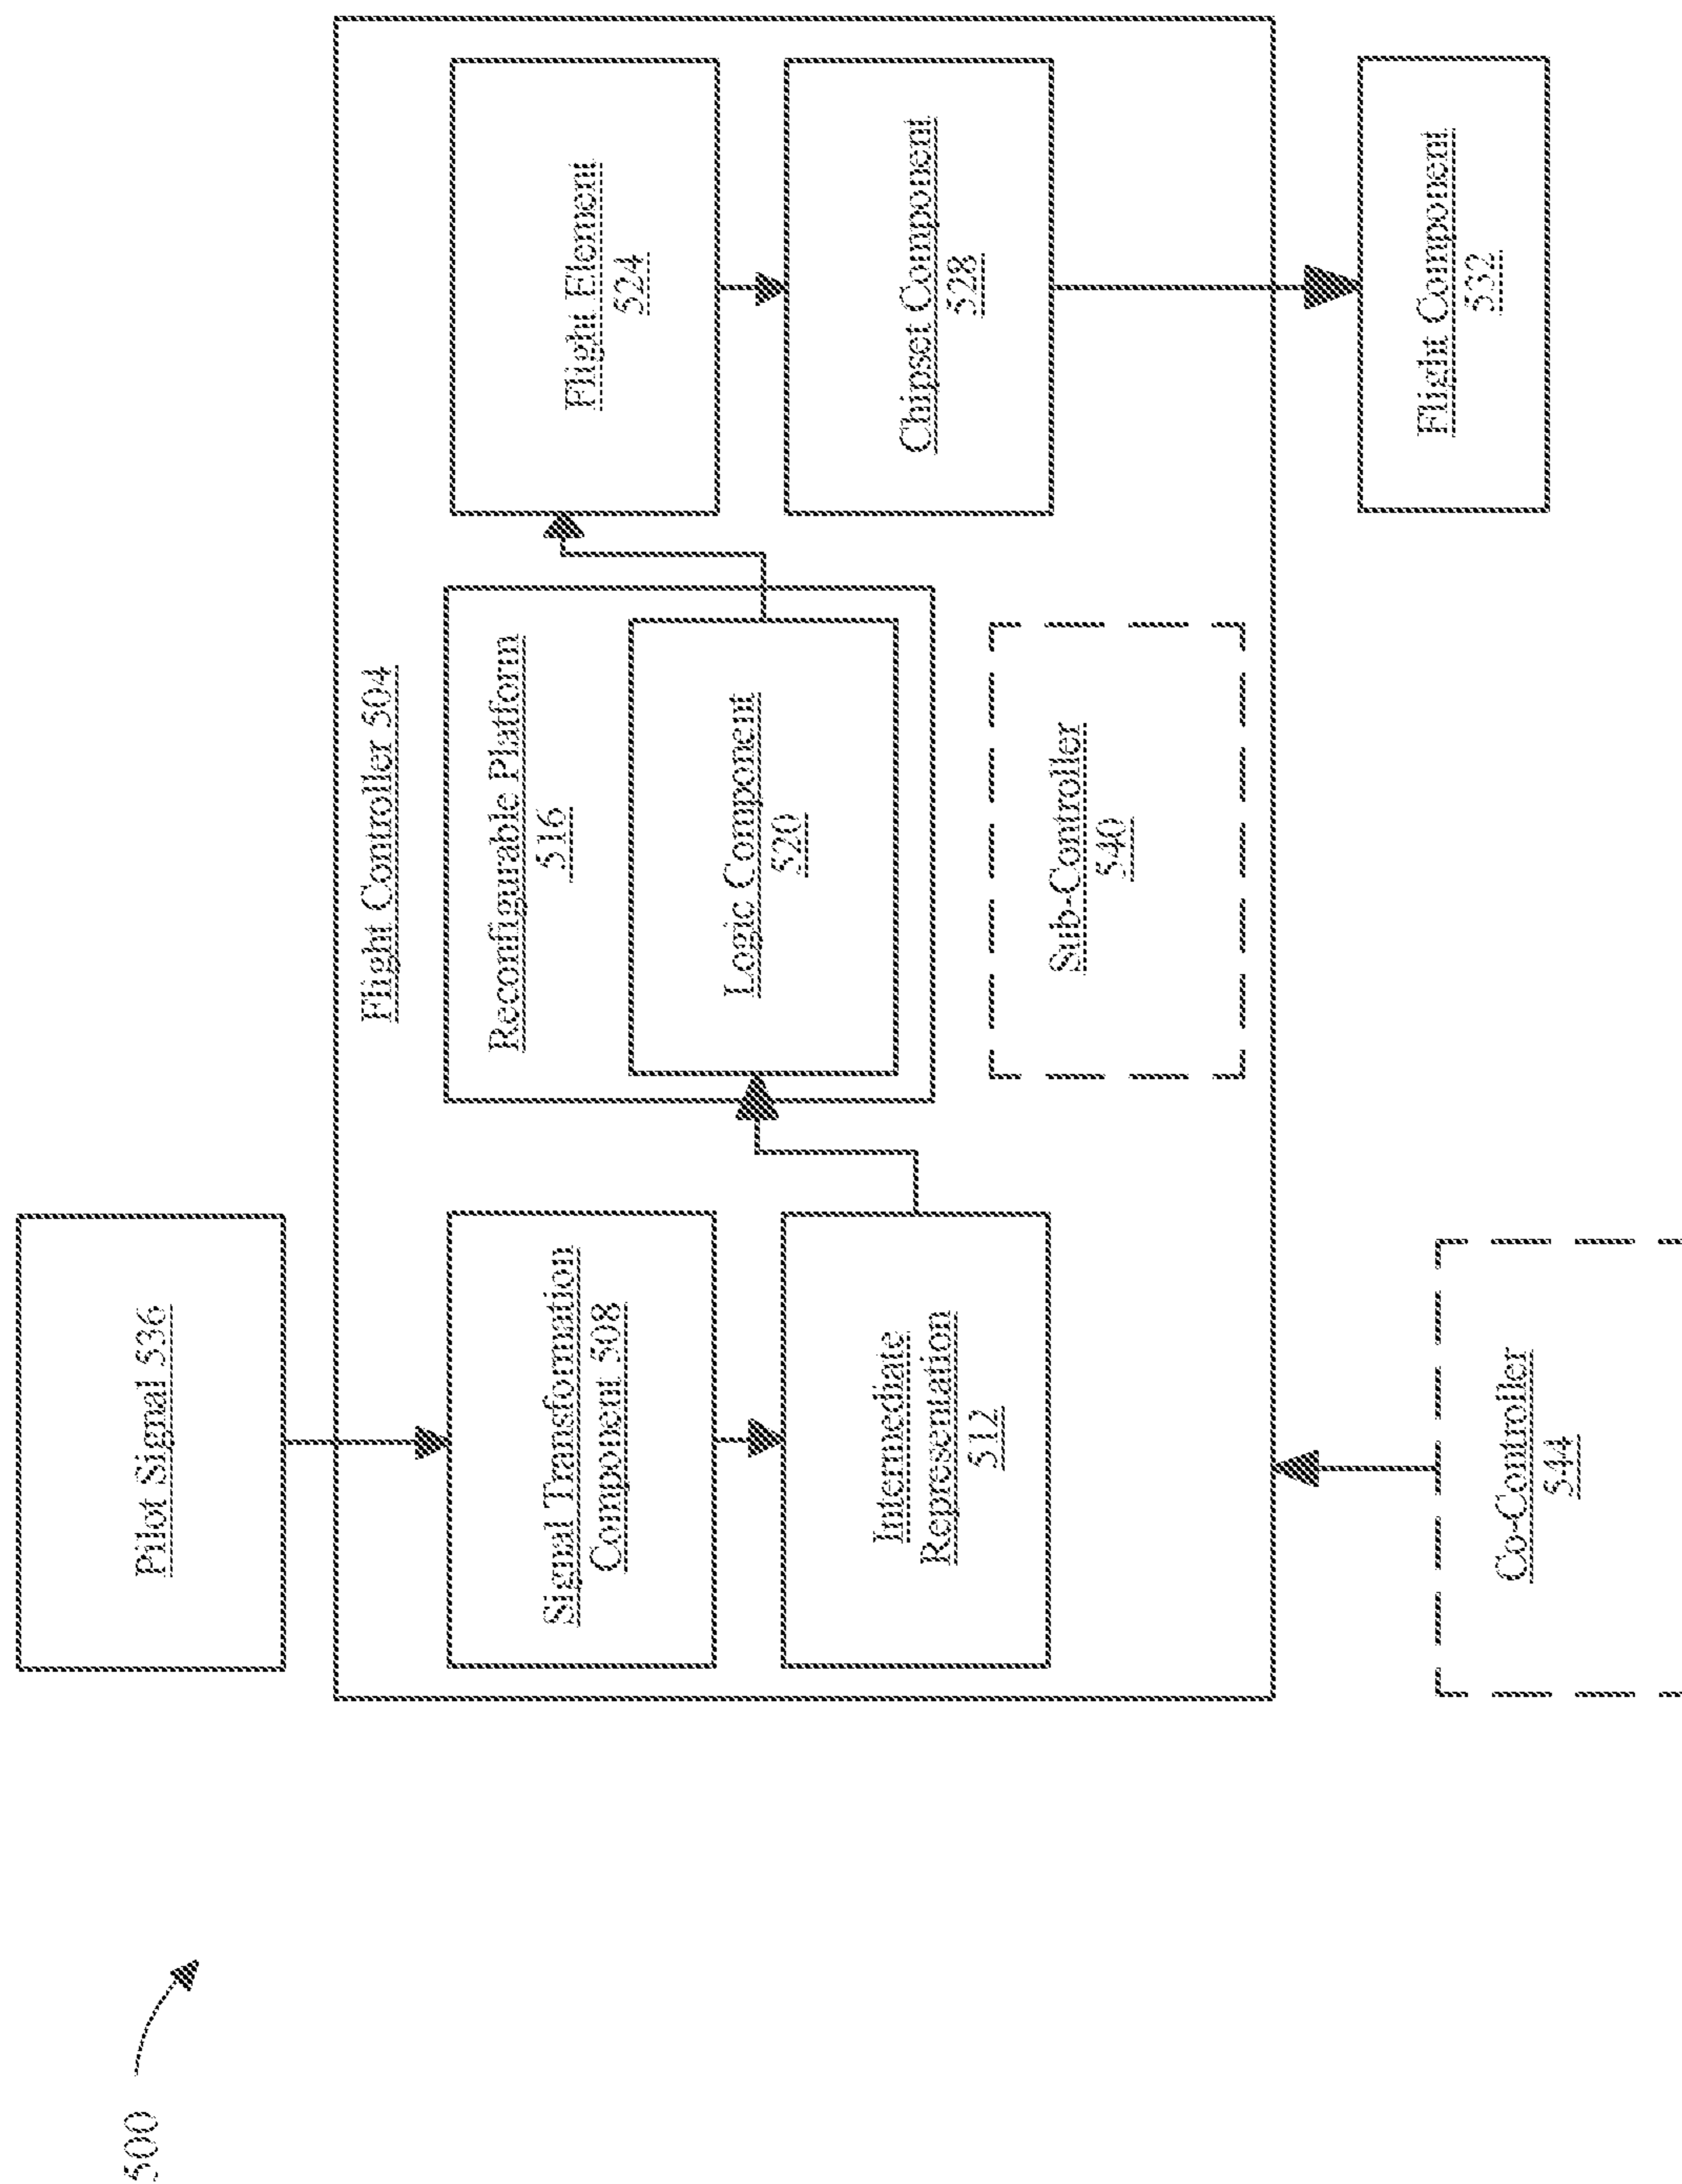 500
Pilot Signal 536
Flight Controller 504
Signal Transformation
Component 508
Intermediate
Representation
512
Reconfigurable Platform
516
Logic Component
520
Sub-Controller
540
Flight Element
524
Chipset Component
528
Co-Controller
544
Flight Component
532